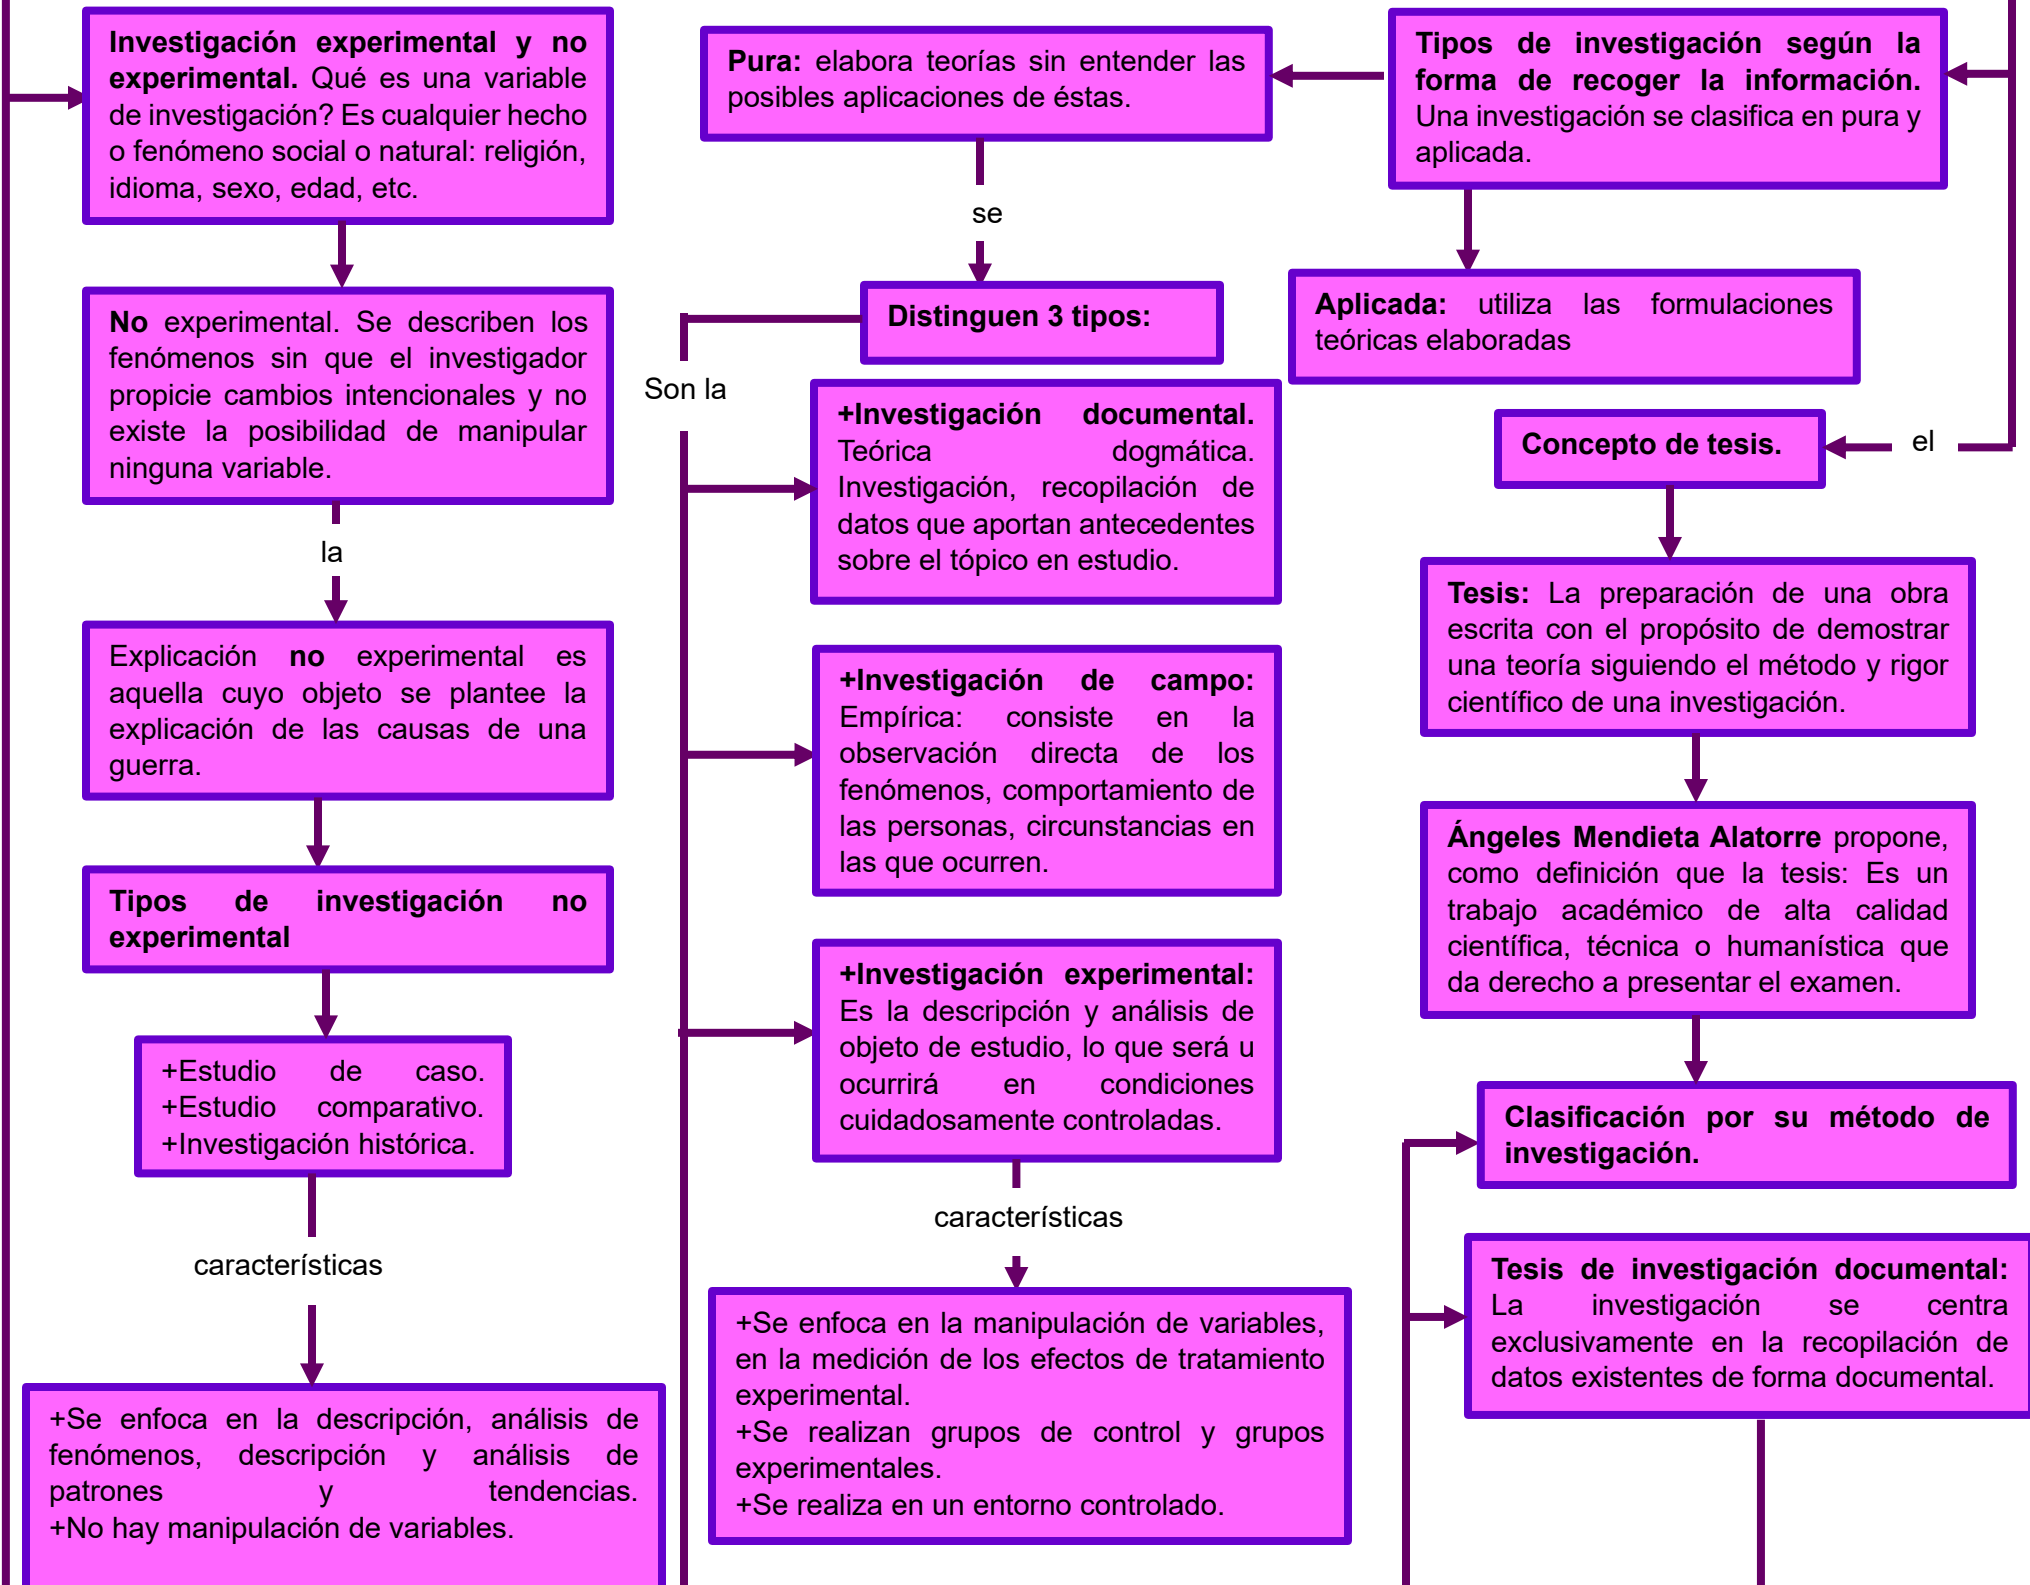 Investigación experimental y no
experimental. Qué es una variable
de investigación? Es cualquier hecho
o fenómeno social o natural: religión,
idioma, sexo, edad, etc.
No experimental. Se describen los
fenómenos sin que el investigador
propicie cambios intencionales y no
existe la posibilidad de manipular
ninguna variable.
la
Explicación no experimental es
aquella cuyo objeto se plantee la
explicación de las causas de una
guerra.
Tipos de investigación no
experimental
+Estudio de caso.
+Estudio comparativo.
+Investigación histórica.
características
+Se enfoca en la descripción, análisis de
fenómenos, descripción y análisis de
patrones y tendencias.
+No hay manipulación de variables.
Pura: elabora teorías sin entender las
posibles aplicaciones de éstas.
se
Distinguen 3 tipos:
Son la
+Investigación documental.
Teórica dogmática.
Investigación, recopilación de
datos que aportan antecedentes
sobre el tópico en estudio.
+Investigación de campo:
Empírica: consiste en la
observación directa de los
fenómenos, comportamiento de
las personas, circunstancias en
las que ocurren.
+Investigación experimental:
Es la descripción y análisis de
objeto de estudio, lo que será u
ocurrirá en condiciones
cuidadosamente controladas.
características
+Se enfoca en la manipulación de variables,
en la medición de los efectos de tratamiento
experimental.
+Se realizan grupos de control y grupos
experimentales.
+Se realiza en un entorno controlado.
Tipos de investigación según la
forma de recoger la información.
Una investigación se clasifica en pura y
aplicada.
Aplicada: utiliza las formulaciones
teóricas elaboradas
el
Concepto de tesis.
Tesis: La preparación de una obra
escrita con el propósito de demostrar
una teoría siguiendo el método y rigor
científico de una investigación.
Ángeles Mendieta Alatorre propone,
como definición que la tesis: Es un
trabajo académico de alta calidad
científica, técnica o humanística que
da derecho a presentar el examen.
Clasificación por su método de
investigación.
Tesis de investigación documental:
La investigación se centra
exclusivamente en la recopilación de
datos existentes de forma documental.